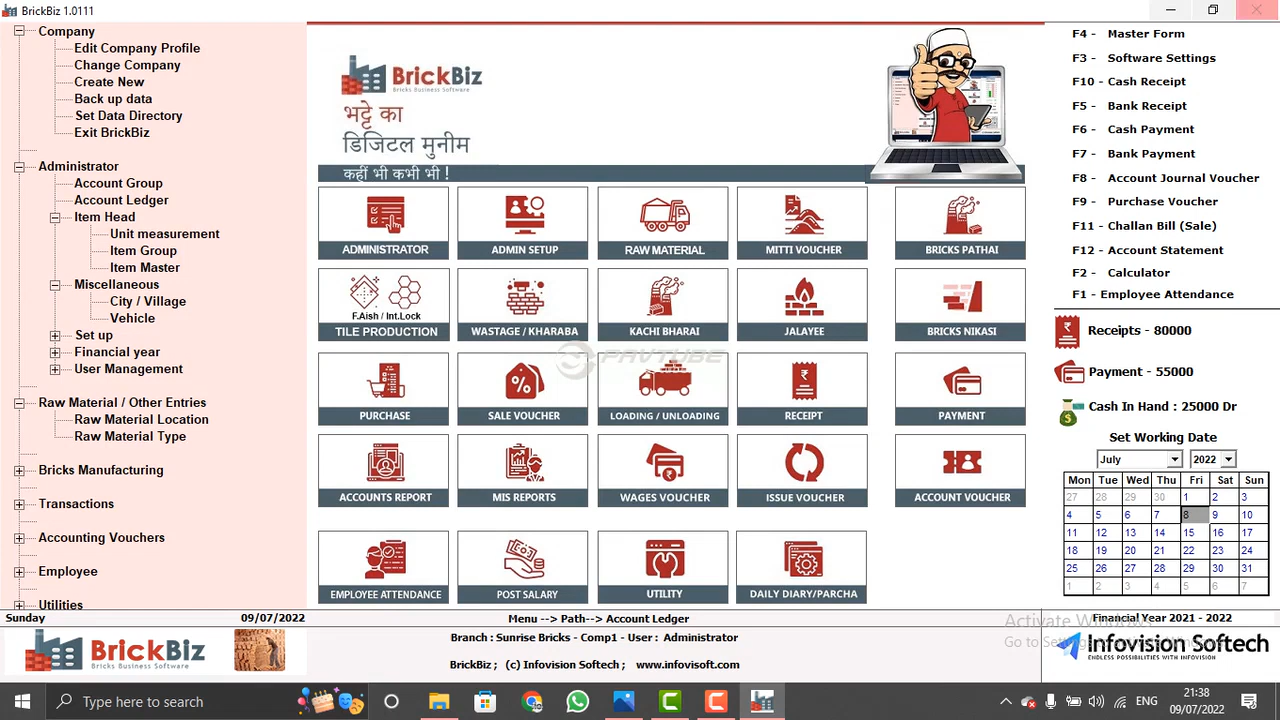 BrickBiz 1.0111
Company
Edit Company Profile
Change Company
Create New
Back up data
Set Data Directory
Exit BrickBiz
Administrator
Account Group
Account Ledger
Item Head
Unit measurement
Item Group
Item Master
Miscellaneous
City / Village
Vehicle
Set up
Financial year
User Management
Raw Material / Other Entries
Raw Material Location
Raw Material Type
Bricks Manufacturing
Transactions
Accounting Vouchers
Employee
Utilities
BrickBiz
Bricks Business Software
भट्टे का
डिजिटल मुनीम
कहीं भी कभी भी !
ADMINISTRATOR
ADMIN SETUP
RAW MATERIAL
MITTI VOUCHER
BRICKS PATHAI
F.Aish / Int.Lock
TILE PRODUCTION
WASTAGE / KHARABA
KACHI BHARAI
JALAYEE
BRICKS NIKASI
PAVTUBE
PURCHASE
SALE VOUCHER
LOADING / UNLOADING
RECEIPT
PAYMENT
ACCOUNTS REPORT
MIS REPORTS
WAGES VOUCHER
ISSUE VOUCHER
ACCOUNT VOUCHER
EMPLOYEE ATTENDANCE
POST SALARY
UTILITY
DAILY DIARY/PARCHA
F4 - Master Form
F3 - Software Settings
F10 - Cash Receipt
F5 - Bank Receipt
F6 - Cash Payment
F7 - Bank Payment
F8 - Account Journal Voucher
F9 - Purchase Voucher
F11 - Challan Bill (Sale)
F12 - Account Statement
F2 - Calculator
F1 - Employee Attendance
Receipts - 80000
Payment - 55000
Cash In Hand : 25000 Dr
Set Working Date
July 2022
Mon Tue Wed Thu Fri Sat Sun
27 28 29 30 1 2 3
4 5 6 7 8 9 10
11 12 13 14 15 16 17
18 19 20 21 22 23 24
25 26 27 28 29 30 31
1 2 3 4 5 6 7
Sunday 09/07/2022
Menu --> Path--> Account Ledger
Financial Year 2021 - 2022
Activate Windows
Go to
BrickBiz
Bricks Business Software
Branch : Sunrise Bricks - Comp1 - User : Administrator
BrickBiz ; (c) Infovision Softech ; www.infovisoft.com
Infovision Softech
ENDLESS POSSIBILITIES WITH INFOVISION
Type here to search
ENG
21:38
09/07/2022